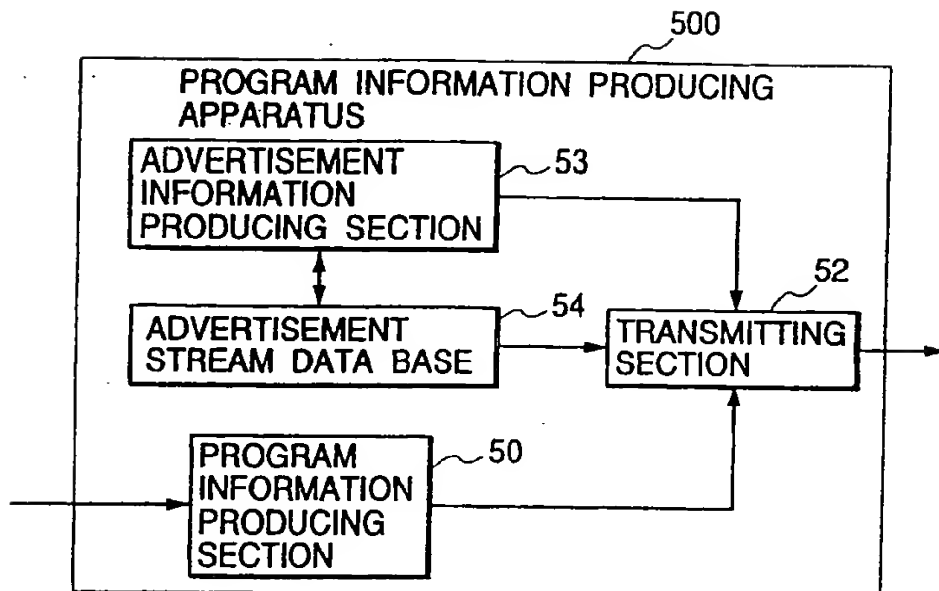 500
PROGRAM INFORMATION PRODUCING
APPARATUS
ADVERTISEMENT
INFORMATION
PRODUCING SECTION
53
ADVERTISEMENT
STREAM DATA BASE
54
TRANSMITTING
SECTION
52
PROGRAM
INFORMATION
PRODUCING
SECTION
50